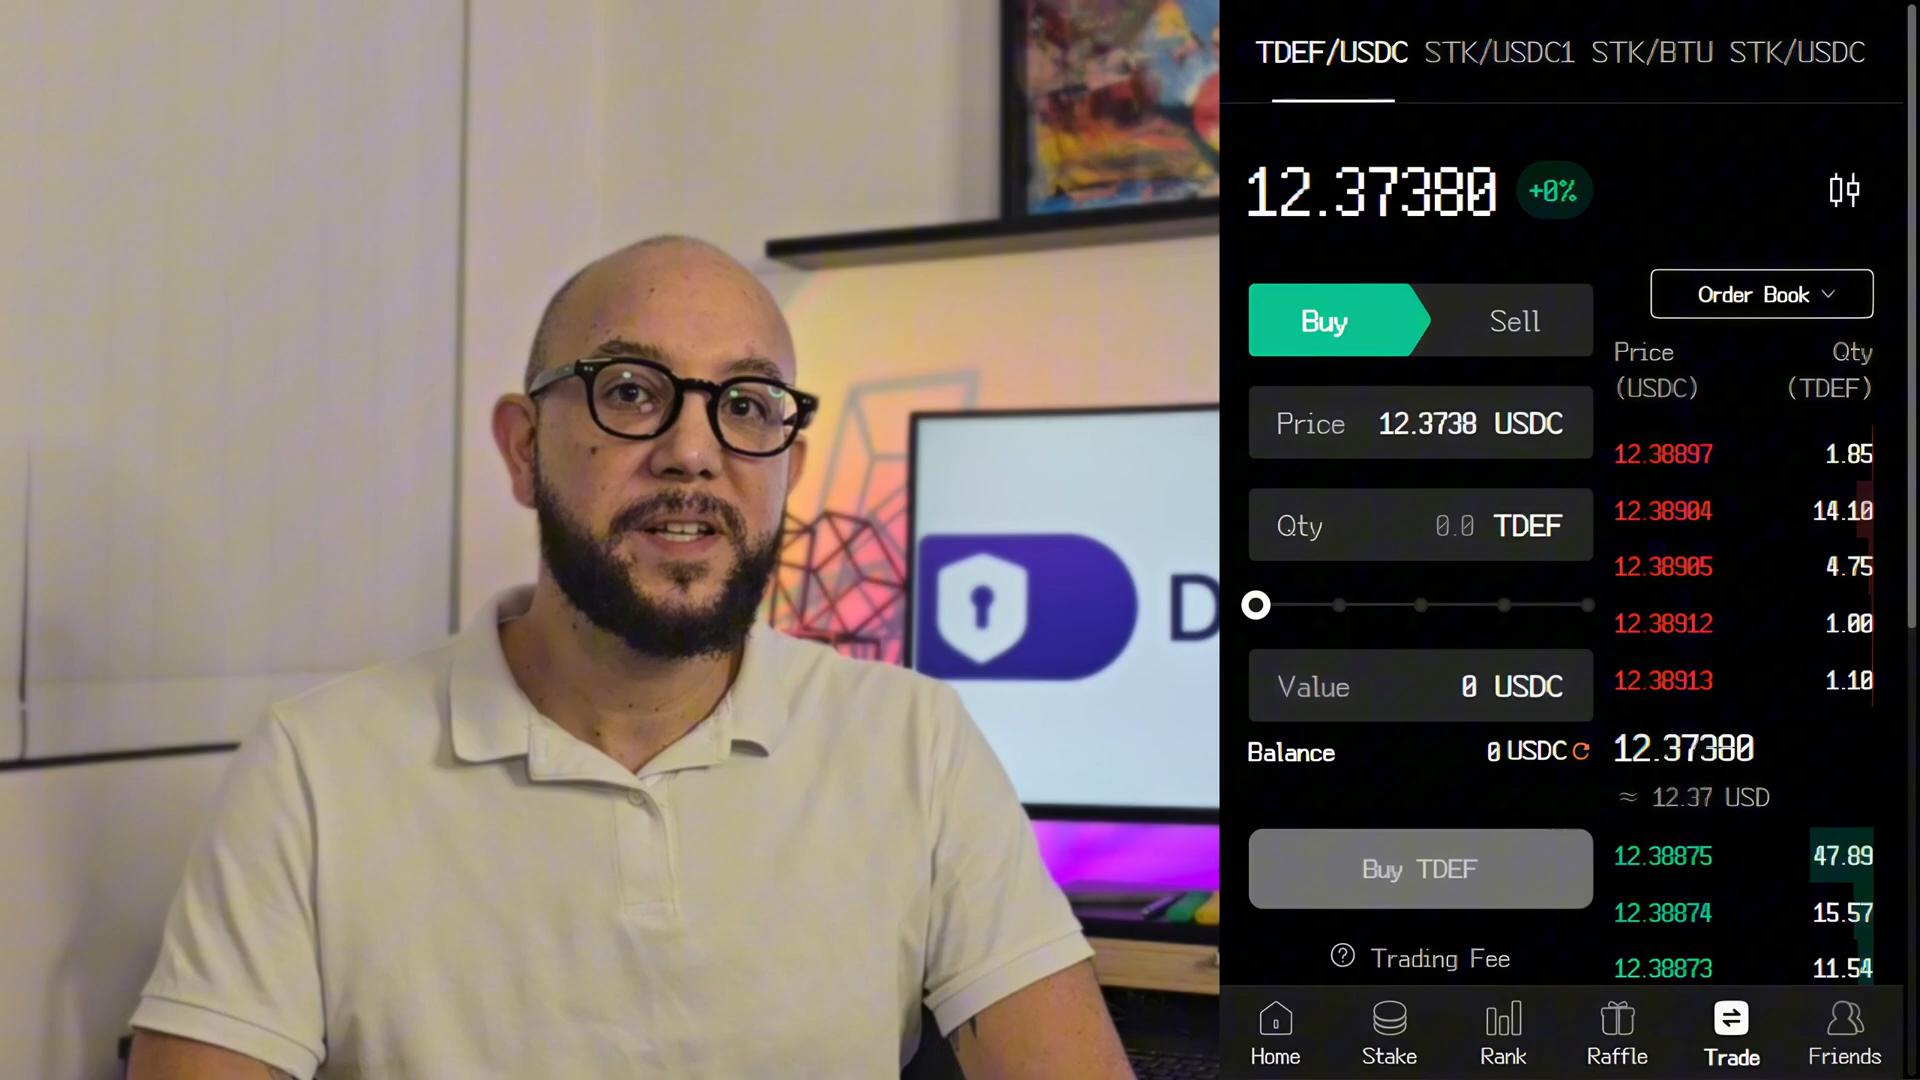 D
TDEF/USDC STK/USDC1 STK/BTU STK/USDC
12.37380 +0%
Buy Sell
Order Book
Price (USDC) Qty (TDEF)
Price 12.3738 USDC
12.38897 1.85
12.38904 14.10
Qty 0.0 TDEF
12.38905 4.75
12.38912 1.00
12.38913 1.10
Value 0 USDC
Balance 0 USDC
12.37380
≈ 12.37 USD
Buy TDEF
12.38875 47.89
12.38874 15.57
Trading Fee
12.38873 11.54
Home Stake Rank Raffle Trade Friends